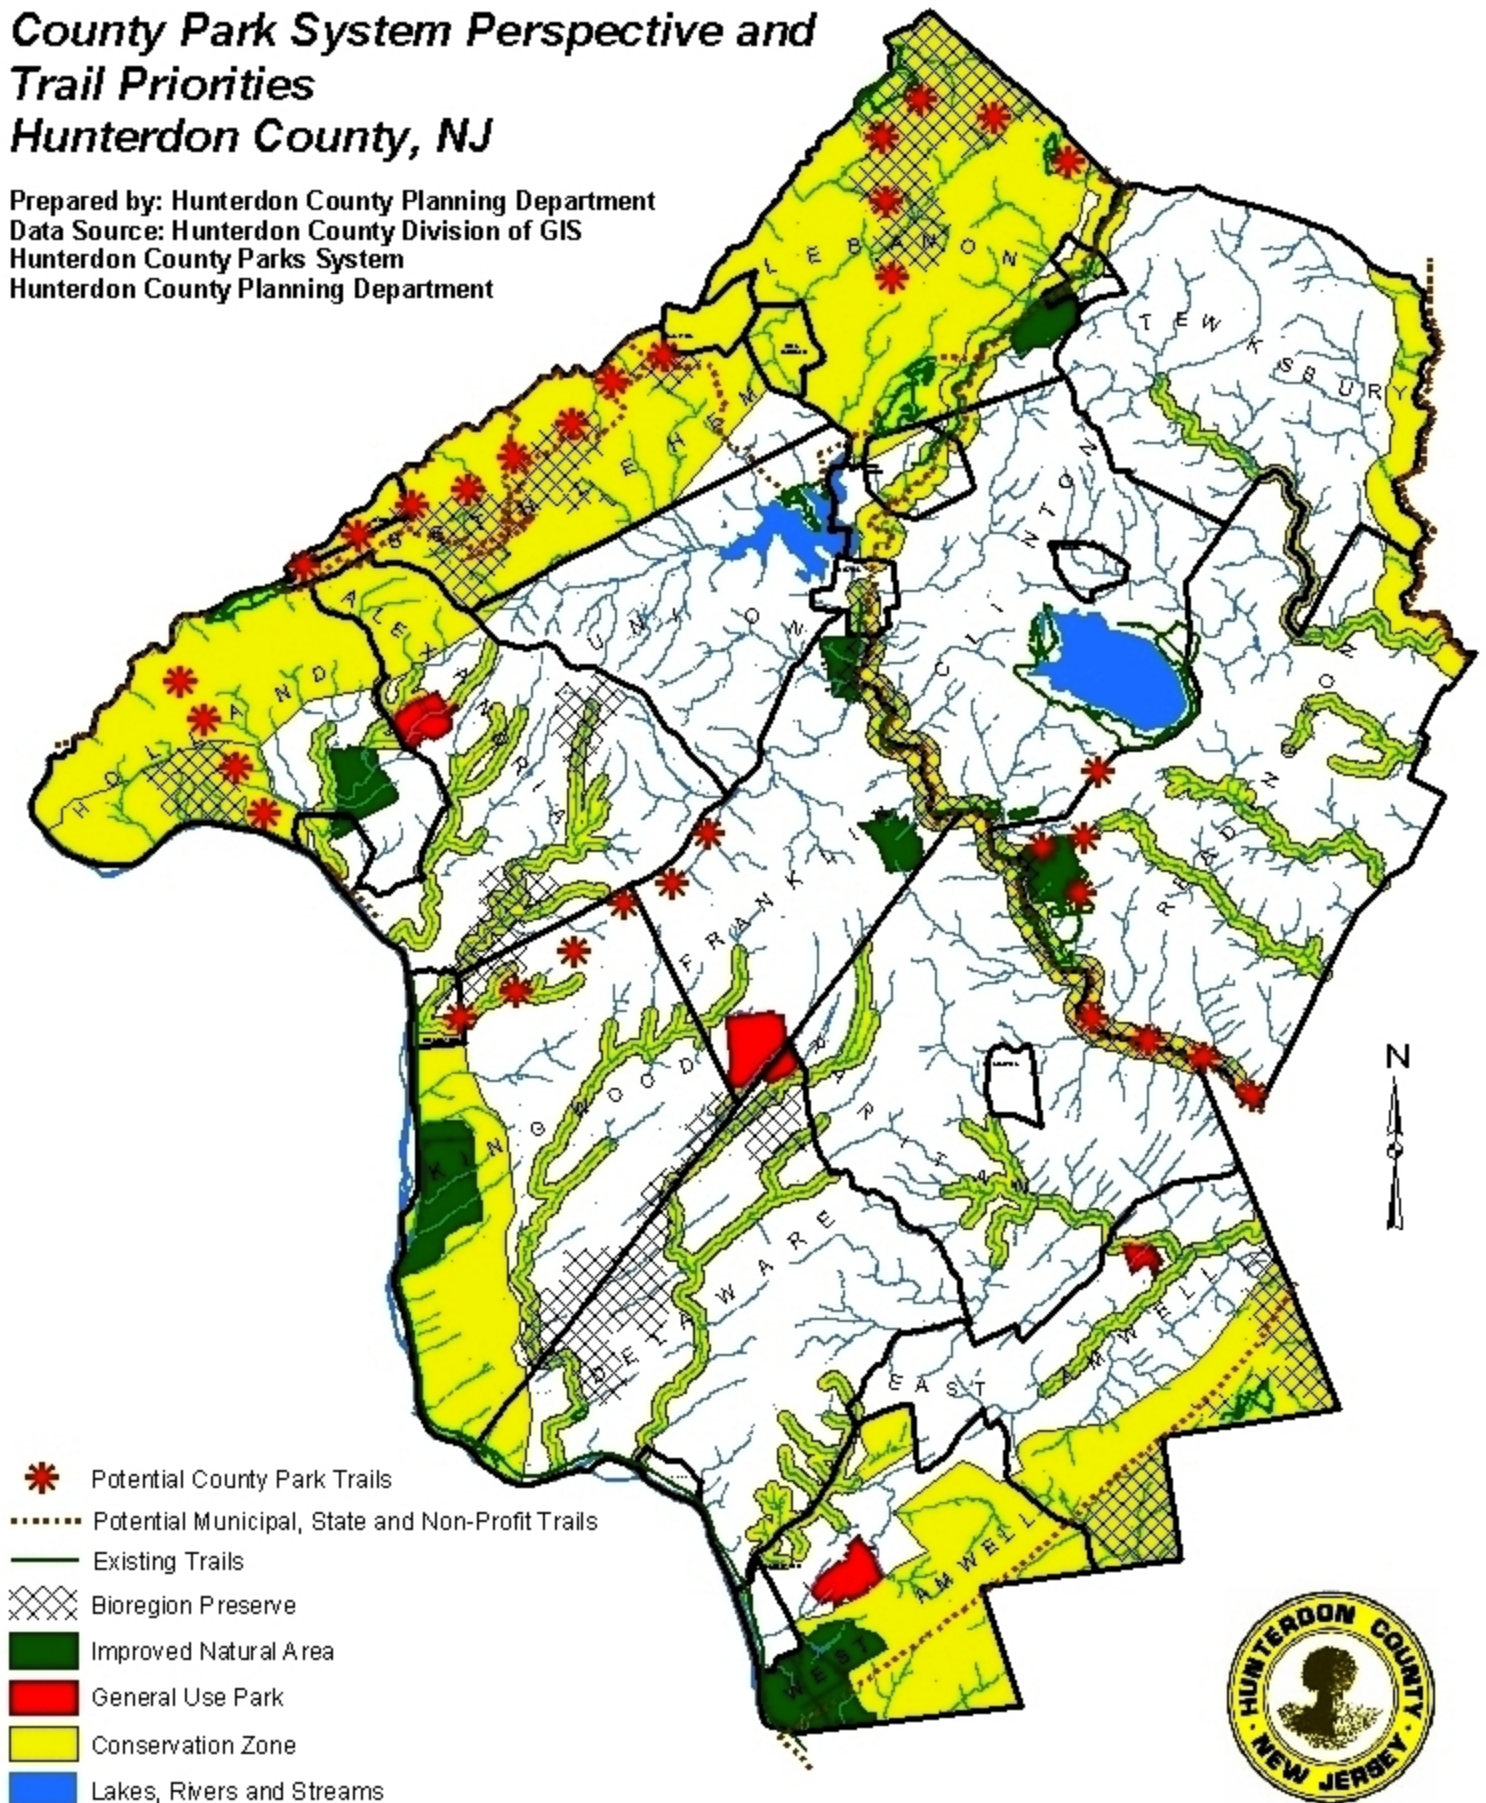 County Park System Perspective and
Trail Priorities
Hunterdon County, NJ
Prepared by: Hunterdon County Planning Department
Data Source: Hunterdon County Division of GIS
Hunterdon County Parks System
Hunterdon County Planning Department
LEBANON
TEWKSBURY
BETHLEHEM
CLINTON
UNION
ALEXANDRIA
HOLLAND
READINGTON
FRANKLIN
RARITAN
KINGWOOD
DELAWARE
EAST AMWELL
WEST AMWELL
N
Potential County Park Trails
Potential Municipal, State and Non-Profit Trails
Existing Trails
Bioregion Preserve
Improved Natural Area
General Use Park
Conservation Zone
Lakes, Rivers and Streams
HUNTERDON COUNTY
NEW JERSEY